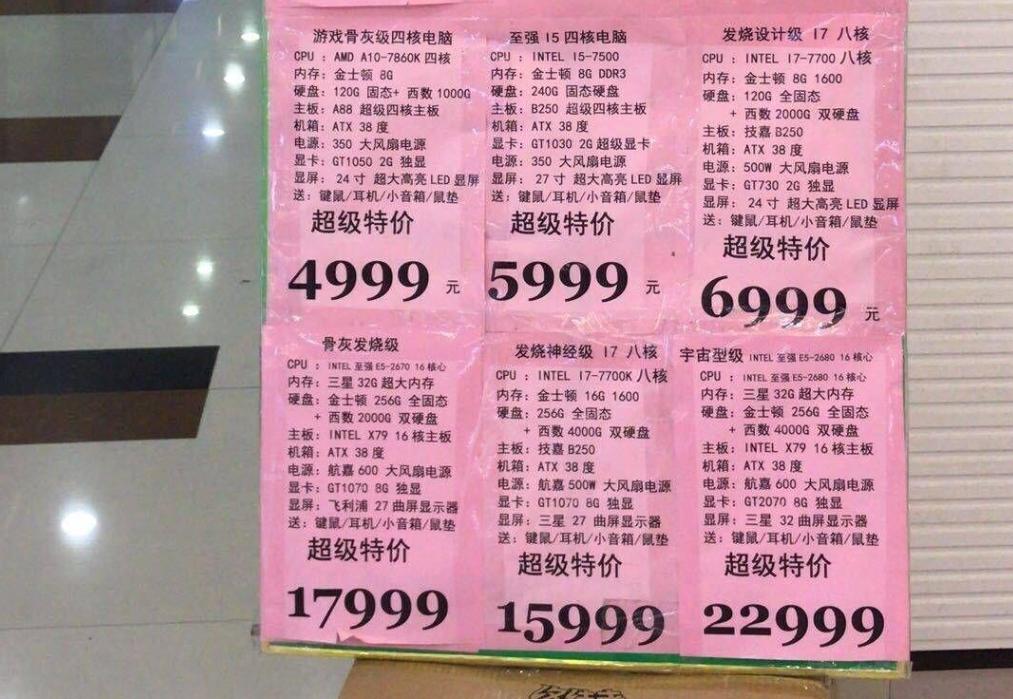 游戏骨灰级四核电脑
CPU : AMD A10-7860K 四核
内存: 金士顿 8G
硬盘: 120G 固态+ 西数 1000G
主板: A88 超级四核主板
机箱: ATX 38 度
电源: 350 大风扇电源
显卡: GT1050 2G 独显
显屏: 24 寸 超大高亮 LED 显屏
送: 键鼠/耳机/小音箱/鼠垫
超级特价
4999 元
至强 I5 四核电脑
CPU : INTEL I5-7500
内存: 金士顿 8G DDR3
硬盘: 240G 固态硬盘
主板: B250 超级四核主板
机箱: ATX 38 度
显卡: GT1030 2G 超级显卡
电源: 350 大风扇电源
显屏: 27 寸 超大高亮 LED 显屏
送: 键鼠/耳机/小音箱/鼠垫
超级特价
5999 元
发烧设计级 I7 八核
CPU : INTEL I7-7700 八核
内存: 金士顿 8G 1600
硬盘: 120G 全固态
+ 西数 2000G 双硬盘
主板: 技嘉 B250
机箱: ATX 38 度
电源: 500W 大风扇电源
显卡: GT730 2G 独显
显屏: 24 寸 超大高亮 LED 显屏
送: 键鼠/耳机/小音箱/鼠垫
超级特价
6999 元
骨灰发烧级
CPU : INTEL 至强 E5-2670 16 核心
内存: 三星 32G 超大内存
硬盘: 金士顿 256G 全固态
+ 西数 2000G 双硬盘
主板: INTEL X79 16 核主板
机箱: ATX 38 度
电源: 航嘉 600 大风扇电源
显卡: GT1070 8G 独显
显屏: 飞利浦 27 曲屏显示器
送: 键鼠/耳机/小音箱/鼠垫
超级特价
17999
发烧神经级 I7 八核
CPU : INTEL I7-7700K 八核
内存: 金士顿 16G 1600
硬盘: 256G 全固态
+ 西数 4000G 双硬盘
主板: 技嘉 B250
机箱: ATX 38 度
电源: 航嘉 500W 大风扇电源
显卡: GT1070 8G 独显
显屏: 三星 27 曲屏显示器
送: 键鼠/耳机/小音箱/鼠垫
超级特价
15999
宇宙型级 INTEL 至强 E5-2680 16 核心
CPU : INTEL 至强 E5-2680 16 核心
内存: 三星 32G 超大内存
硬盘: 金士顿 256G 全固态
+ 西数 4000G 双硬盘
主板: INTEL X79 16 核主板
机箱: ATX 38 度
电源: 航嘉 600 大风扇电源
显卡: GT2070 8G 独显
显屏: 三星 32 曲屏显示器
送: 键鼠/耳机/小音箱/鼠垫
超级特价
22999